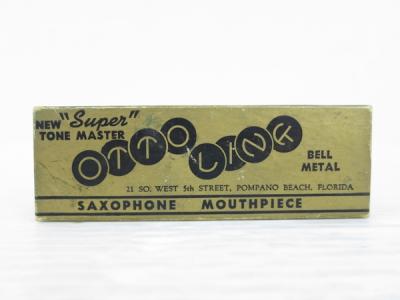 NEW "Super"
TONE MASTER
OTTO LINK
BELL
METAL
21 SO. WEST 5th STREET, POMPANO BEACH, FLORIDA
SAXOPHONE MOUTHPIECE